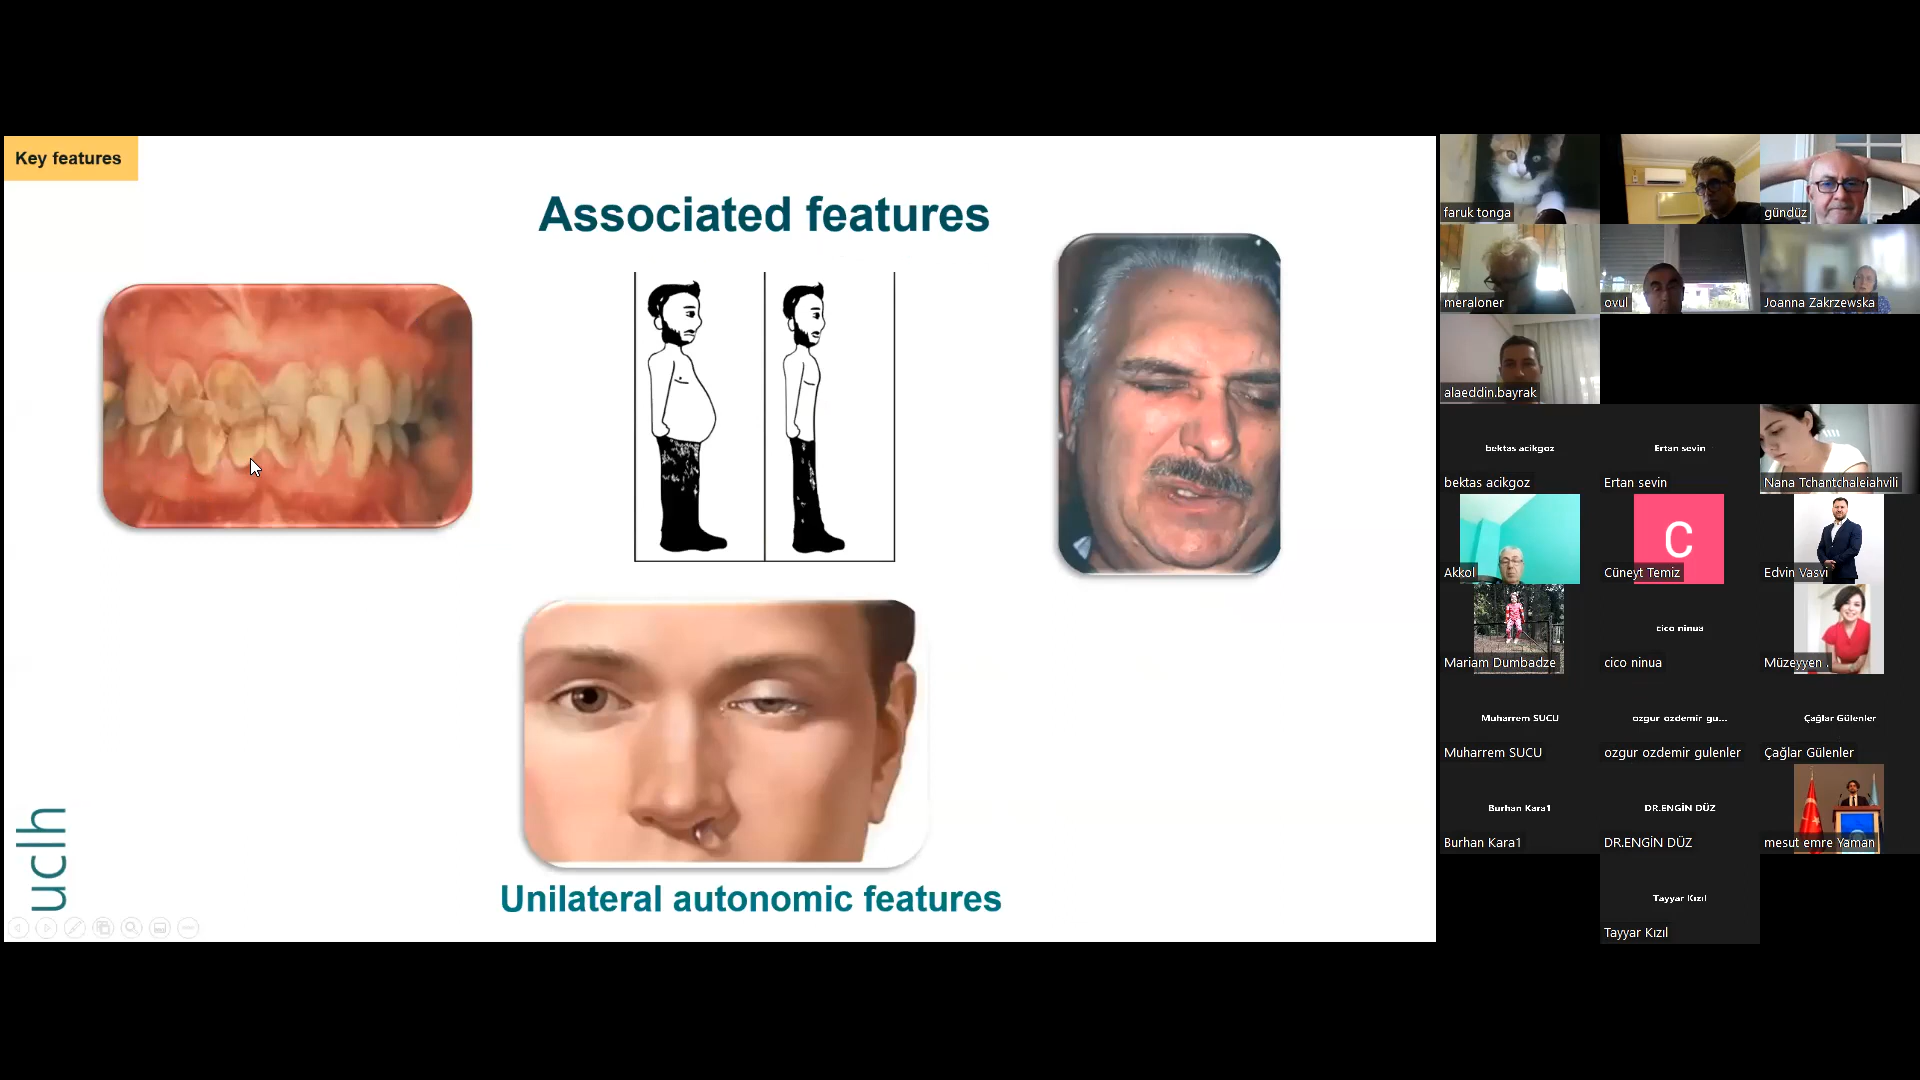 Key features
Associated features
Unilateral autonomic features
uclh
faruk tonga
gündüz
meraloner
ovul
Joanna Zakrzewska
alaeddin.bayrak
bektas acikgoz
bektas acikgoz
Ertan sevin
Ertan sevin
Nana Tchantchaleiahvili
Akkol
C
Cüneyt Temiz
Edvin Vasvi
Mariam Dumbadze
cico ninua
cico ninua
Müzeyyen .
Muharrem SUCU
Muharrem SUCU
ozgur ozdemir gu...
ozgur ozdemir gulenler
Çağlar Gülenler
Çağlar Gülenler
Burhan Kara1
Burhan Kara1
DR.ENGİN DÜZ
DR.ENGİN DÜZ
mesut emre Yaman
Tayyar Kızıl
Tayyar Kızıl